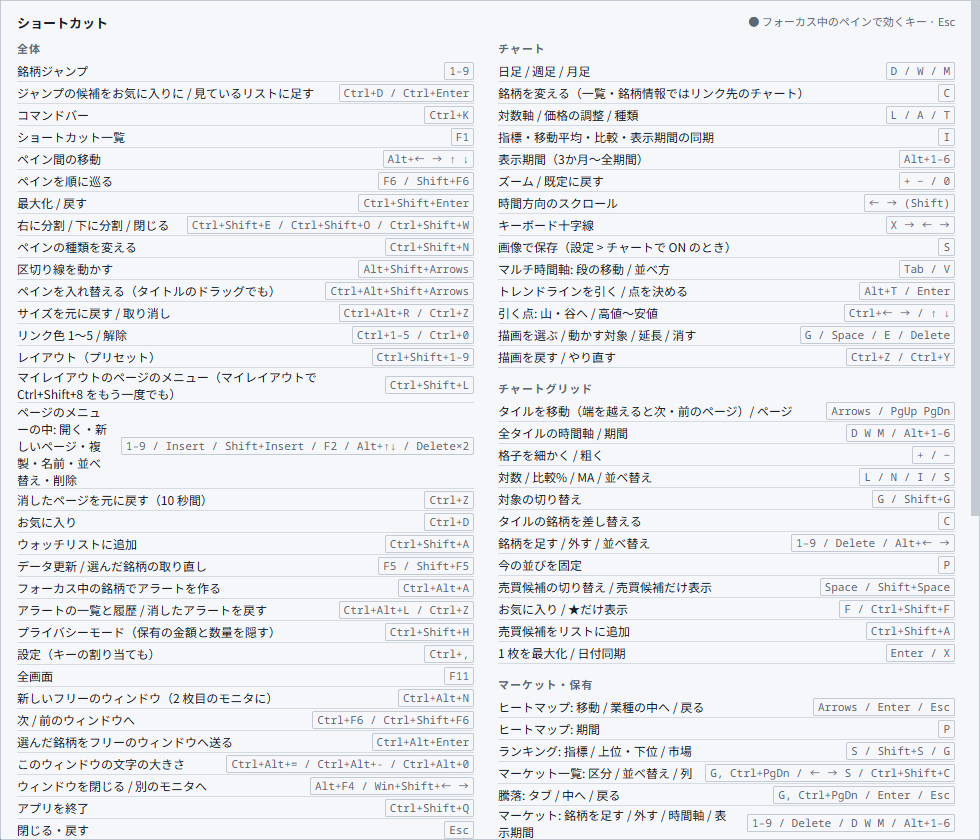 ショートカット
● フォーカス中のペインで効くキー · Esc
全体
銘柄ジャンプ 1-9
ジャンプの候補をお気に入りに / 見ているリストに足す Ctrl+D / Ctrl+Enter
コマンドバー Ctrl+K
ショートカット一覧 F1
ペイン間の移動 Alt+← → ↑ ↓
ペインを順に巡る F6 / Shift+F6
最大化 / 戻す Ctrl+Shift+Enter
右に分割 / 下に分割 / 閉じる Ctrl+Shift+E / Ctrl+Shift+O / Ctrl+Shift+W
ペインの種類を変える Ctrl+Shift+N
区切り線を動かす Alt+Shift+Arrows
ペインを入れ替える（タイトルのドラッグでも） Ctrl+Alt+Shift+Arrows
サイズを元に戻す / 取り消し Ctrl+Alt+R / Ctrl+Z
リンク色 1〜5 / 解除 Ctrl+1-5 / Ctrl+0
レイアウト（プリセット） Ctrl+Shift+1-9
マイレイアウトのページのメニュー（マイレイアウトで
Ctrl+Shift+8 をもう一度でも） Ctrl+Shift+L
ページのメニュ
ーの中: 開く・新
しいページ・複 1-9 / Insert / Shift+Insert / F2 / Alt+↑↓ / Delete×2
製・名前・並べ
替え・削除
消したページを元に戻す（10 秒間） Ctrl+Z
お気に入り Ctrl+D
ウォッチリストに追加 Ctrl+Shift+A
データ更新 / 選んだ銘柄の取り直し F5 / Shift+F5
フォーカス中の銘柄でアラートを作る Ctrl+Alt+A
アラートの一覧と履歴 / 消したアラートを戻す Ctrl+Alt+L / Ctrl+Z
プライバシーモード（保有の金額と数量を隠す） Ctrl+Shift+H
設定（キーの割り当ても） Ctrl+,
全画面 F11
新しいフリーのウィンドウ（2 枚目のモニタに） Ctrl+Alt+N
次 / 前のウィンドウへ Ctrl+F6 / Ctrl+Shift+F6
選んだ銘柄をフリーのウィンドウへ送る Ctrl+Alt+Enter
このウィンドウの文字の大きさ Ctrl+Alt+= / Ctrl+Alt+- / Ctrl+Alt+0
ウィンドウを閉じる / 別のモニタへ Alt+F4 / Win+Shift+← →
アプリを終了 Ctrl+Shift+Q
閉じる・戻す Esc
チャート
日足 / 週足 / 月足 D / W / M
銘柄を変える（一覧・銘柄情報ではリンク先のチャート） C
対数軸 / 価格の調整 / 種類 L / A / T
指標・移動平均・比較・表示期間の同期 I
表示期間（3か月〜全期間） Alt+1-6
ズーム / 既定に戻す + − / 0
時間方向のスクロール ← → (Shift)
キーボード十字線 X → ← →
画像で保存（設定 > チャートで ON のとき） S
マルチ時間軸: 段の移動 / 並べ方 Tab / V
トレンドラインを引く / 点を決める Alt+T / Enter
引く点: 山・谷へ / 高値〜安値 Ctrl+← → / ↑ ↓
描画を選ぶ / 動かす対象 / 延長 / 消す G / Space / E / Delete
描画を戻す / やり直す Ctrl+Z / Ctrl+Y
チャートグリッド
タイルを移動（端を越えると次・前のページ）/ ページ Arrows / PgUp PgDn
全タイルの時間軸 / 期間 D W M / Alt+1-6
格子を細かく / 粗く + / −
対数 / 比較% / MA / 並べ替え L / N / I / S
対象の切り替え G / Shift+G
タイルの銘柄を差し替える C
銘柄を足す / 外す / 並べ替え 1-9 / Delete / Alt+← →
今の並びを固定 P
売買候補の切り替え / 売買候補だけ表示 Space / Shift+Space
お気に入り / ★だけ表示 F / Ctrl+Shift+F
売買候補をリストに追加 Ctrl+Shift+A
1 枚を最大化 / 日付同期 Enter / X
マーケット・保有
ヒートマップ: 移動 / 業種の中へ / 戻る Arrows / Enter / Esc
ヒートマップ: 期間 P
ランキング: 指標 / 上位・下位 / 市場 S / Shift+S / G
マーケット一覧: 区分 / 並べ替え / 列 G, Ctrl+PgDn / ← → S / Ctrl+Shift+C
騰落: タブ / 中へ / 戻る G, Ctrl+PgDn / Enter / Esc
マーケット: 銘柄を足す / 外す / 時間軸 / 表
示期間 1-9 / Delete / D W M / Alt+1-6